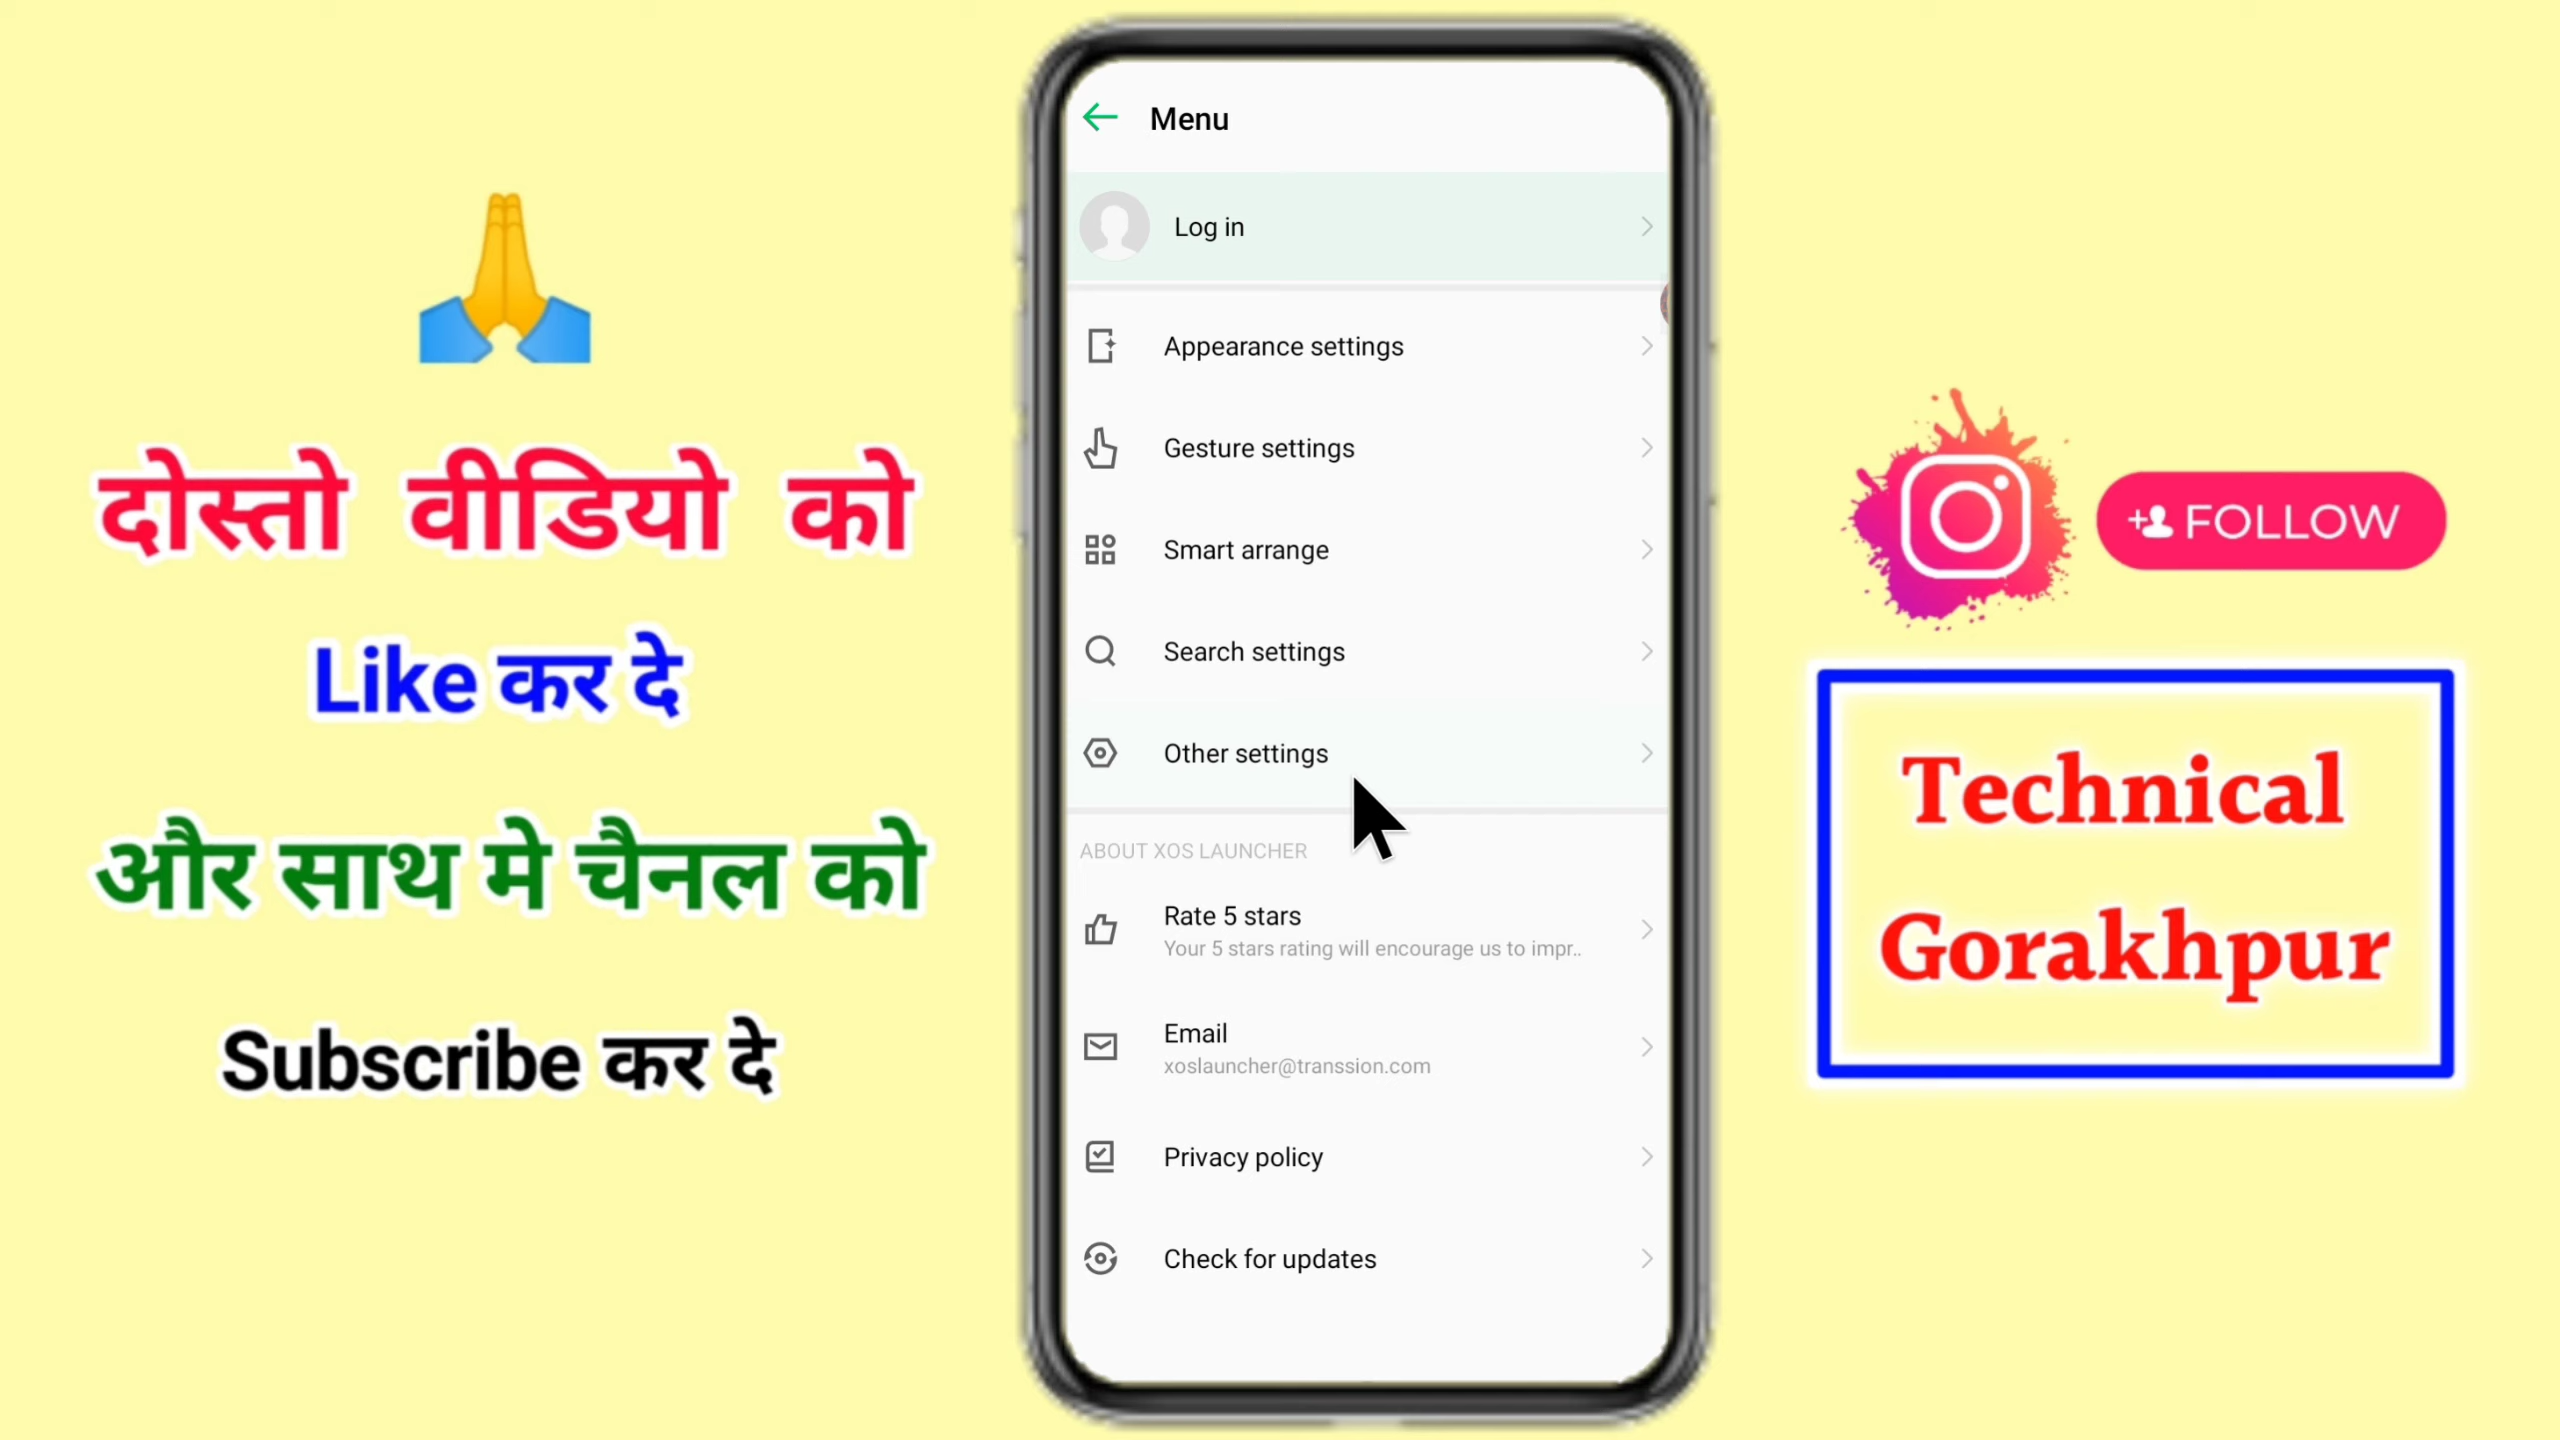 दोस्तो वीडियो को
Like कर दे
और साथ मे चैनल को
Subscribe कर दे
Menu
Log in
Appearance settings
Gesture settings
Smart arrange
Search settings
Other settings
ABOUT XOS LAUNCHER
Rate 5 stars
Your 5 stars rating will encourage us to impr..
Email
xoslauncher@transsion.com
Privacy policy
Check for updates
FOLLOW
Technical
Gorakhpur